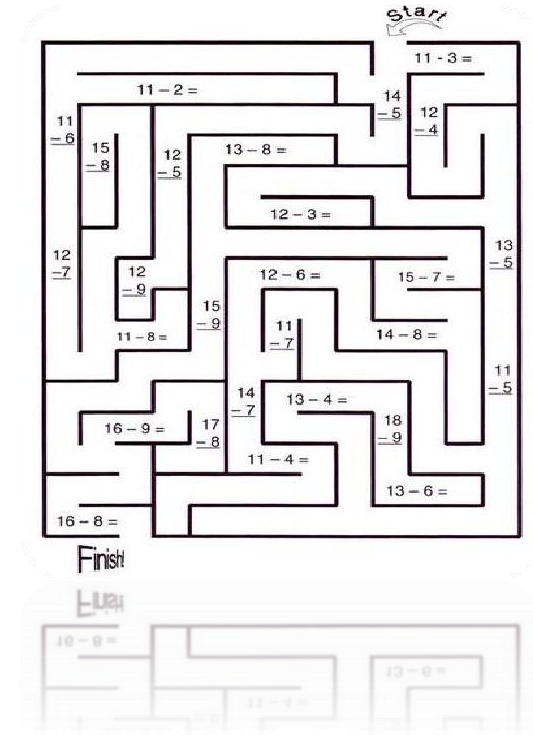 Start
11 - 3 =
11 – 2 =
14
– 5
12
– 4
11
– 6
15
– 8
12
– 5
13 – 8 =
12 – 3 =
12
– 7
12
– 9
12 – 6 =
13
– 5
15 – 7 =
15
– 9
11 – 8 =
11
– 7
14 – 8 =
11
– 5
14
– 7
13 – 4 =
16 – 9 =
17
– 8
18
– 9
11 – 4 =
13 – 6 =
16 – 8 =
Finish!